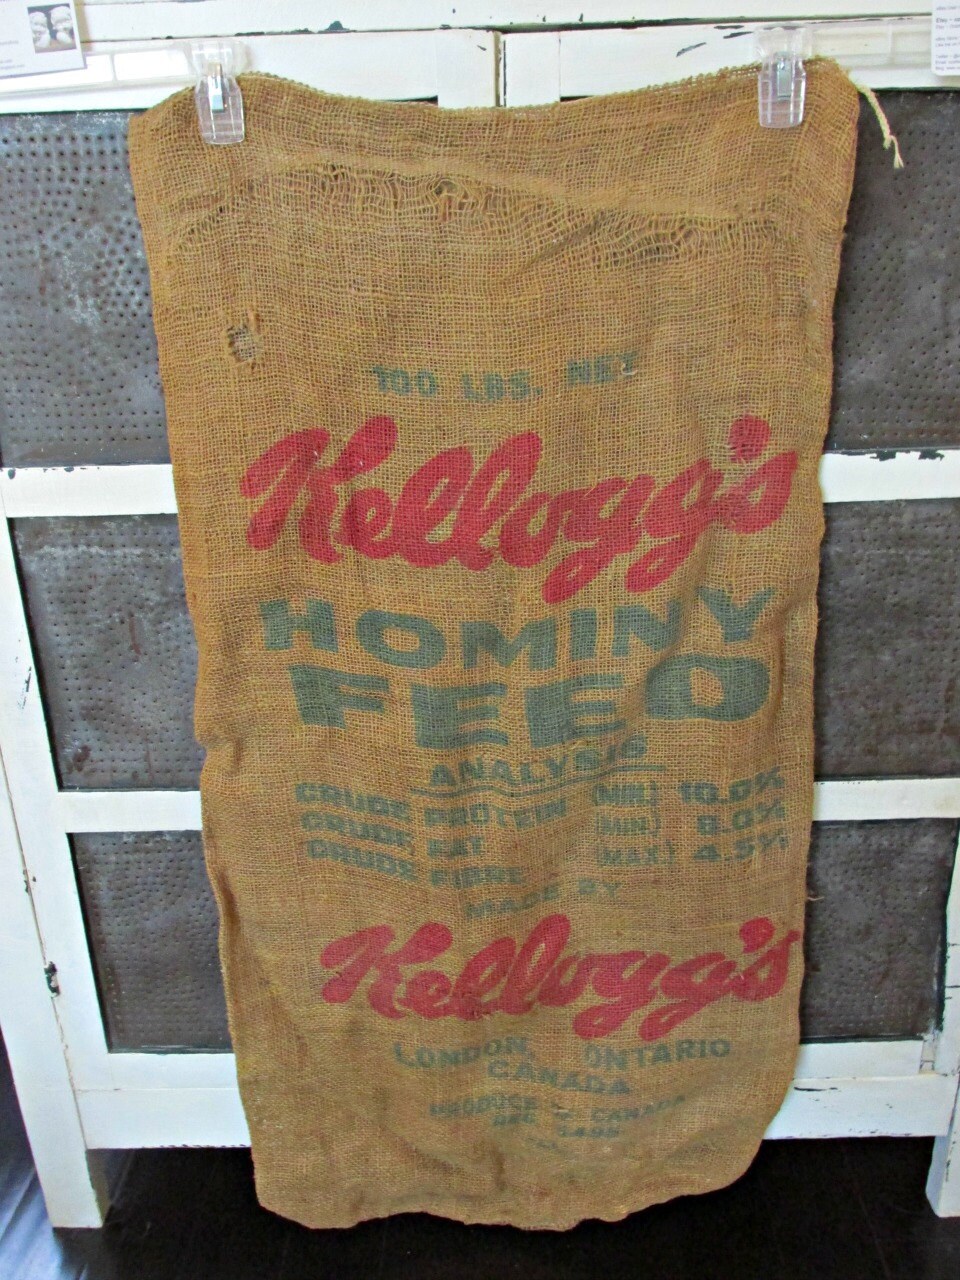 100 LBS. NET
Kellogg's
HOMINY
FEED
ANALYSIS
CRUDE PROTEIN (MIN.) 10.0%
CRUDE FAT (MIN.) 6.0%
CRUDE FIBRE (MAX.) 4.5%
MADE BY
Kellogg's
LONDON, ONTARIO
CANADA
PRODUCE OF CANADA